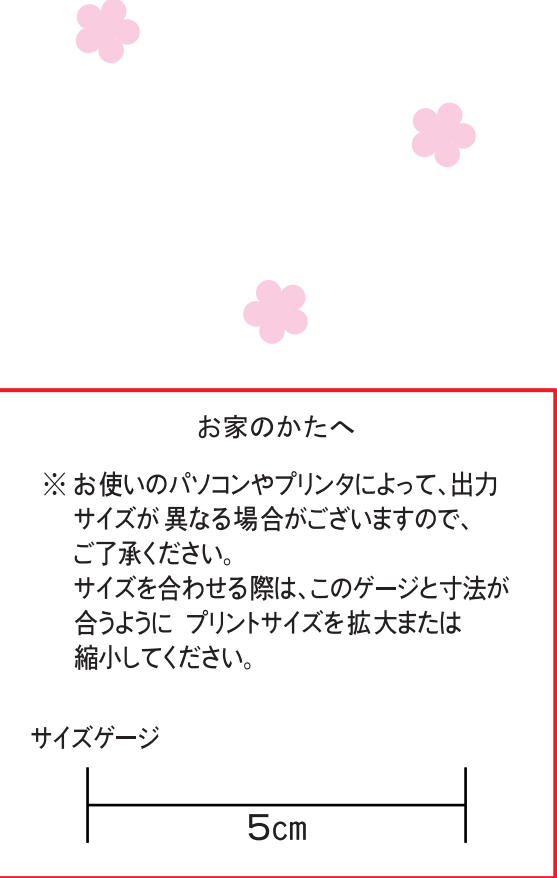 お家のかたへ
※ お使いのパソコンやプリンタによって、出力
サイズが 異なる場合がございますので、
ご了承ください。
サイズを合わせる際は、このゲージと寸法が
合うように プリントサイズを拡大または
縮小してください。
サイズゲージ
5cm